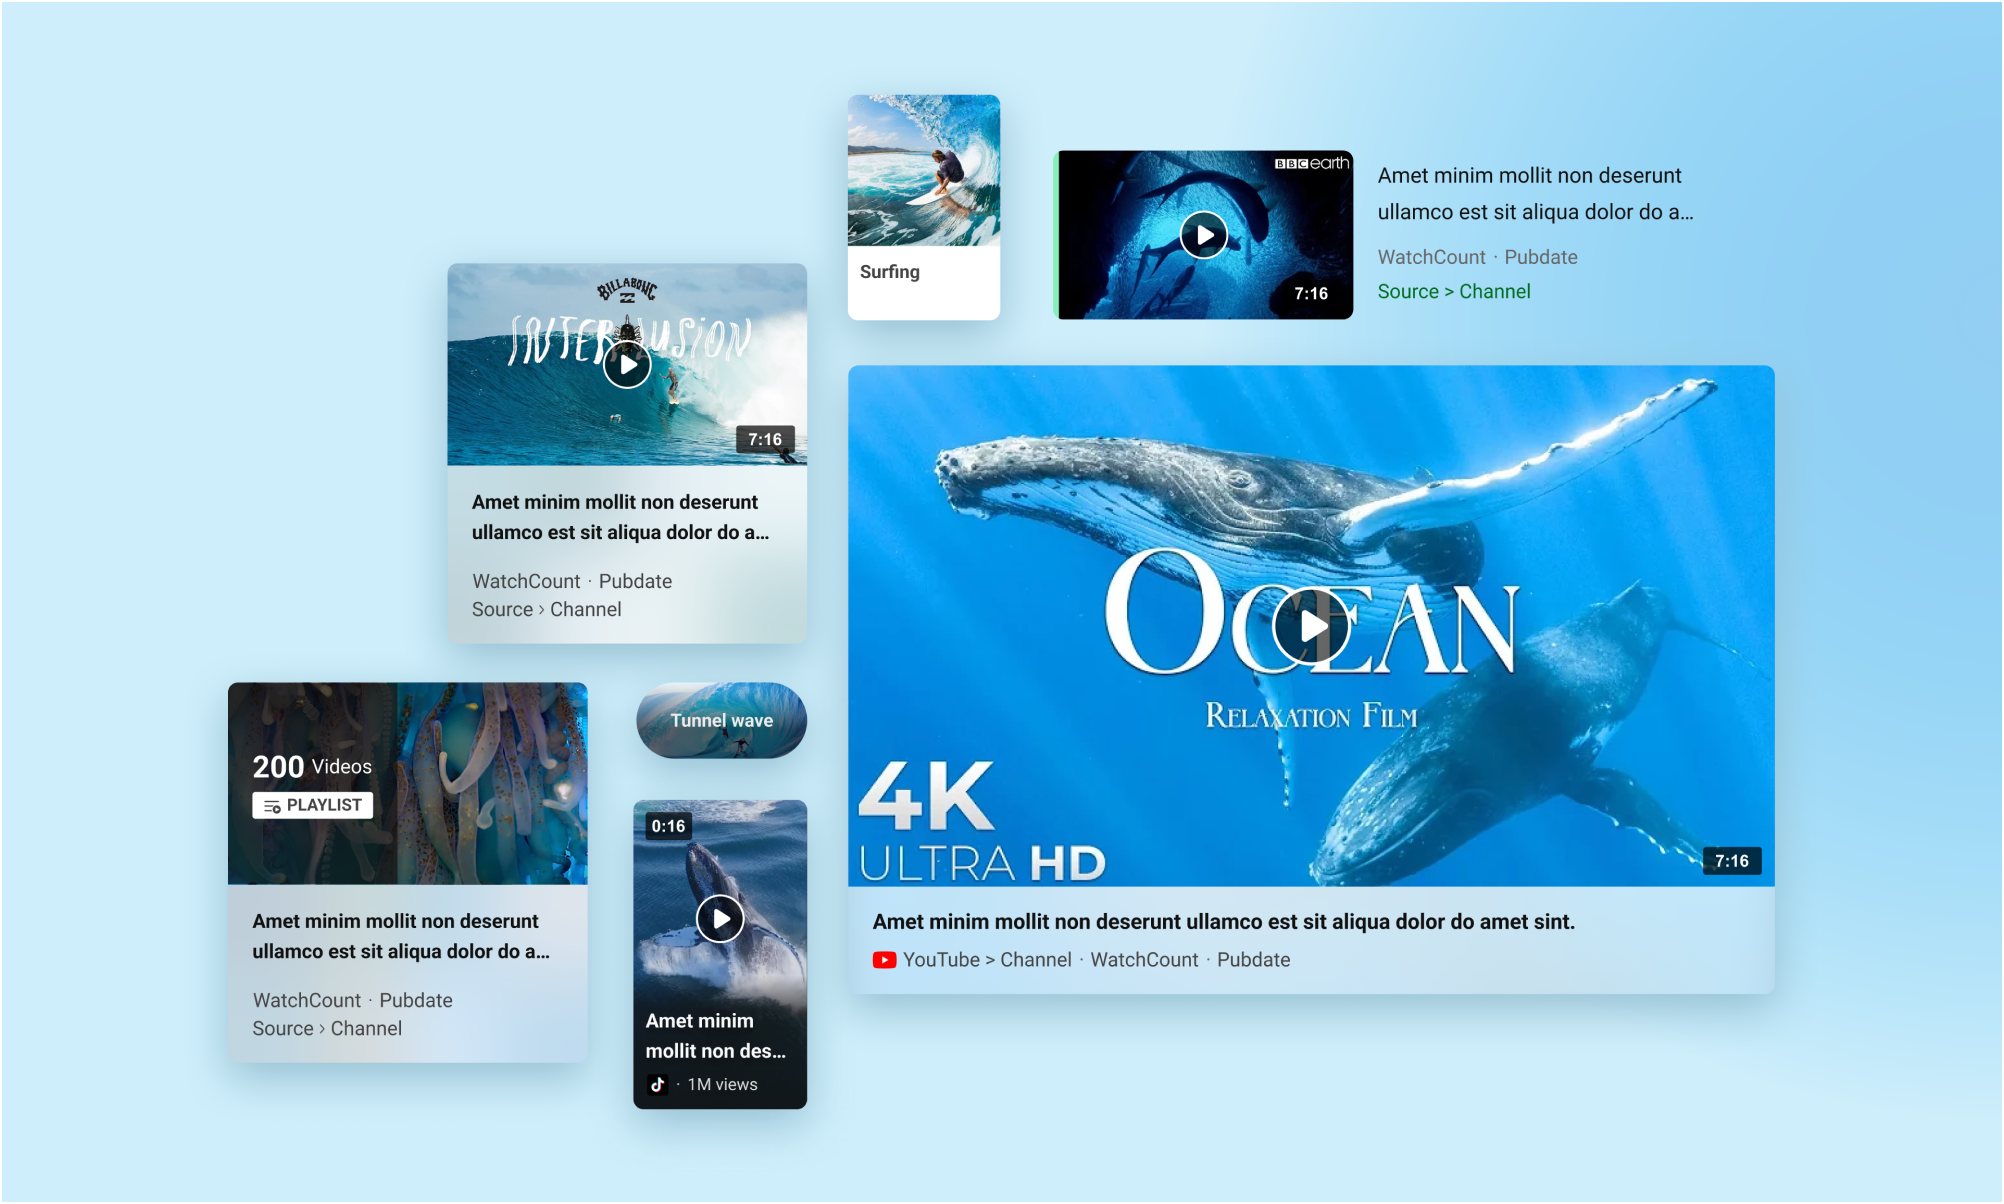 Surfing
BBC earth
7:16
Amet minim mollit non deserunt
ullamco est sit aliqua dolor do a...
WatchCount · Pubdate
Source > Channel
BILLABONG
INTERFUSION
7:16
Amet minim mollit non deserunt
ullamco est sit aliqua dolor do a...
WatchCount · Pubdate
Source › Channel
OCEAN
RELAXATION FILM
4K
ULTRA HD
7:16
Amet minim mollit non deserunt ullamco est sit aliqua dolor do amet sint.
YouTube > Channel · WatchCount · Pubdate
200 Videos
PLAYLIST
Amet minim mollit non deserunt
ullamco est sit aliqua dolor do a...
WatchCount · Pubdate
Source › Channel
Tunnel wave
0:16
Amet minim
mollit non des...
· 1M views